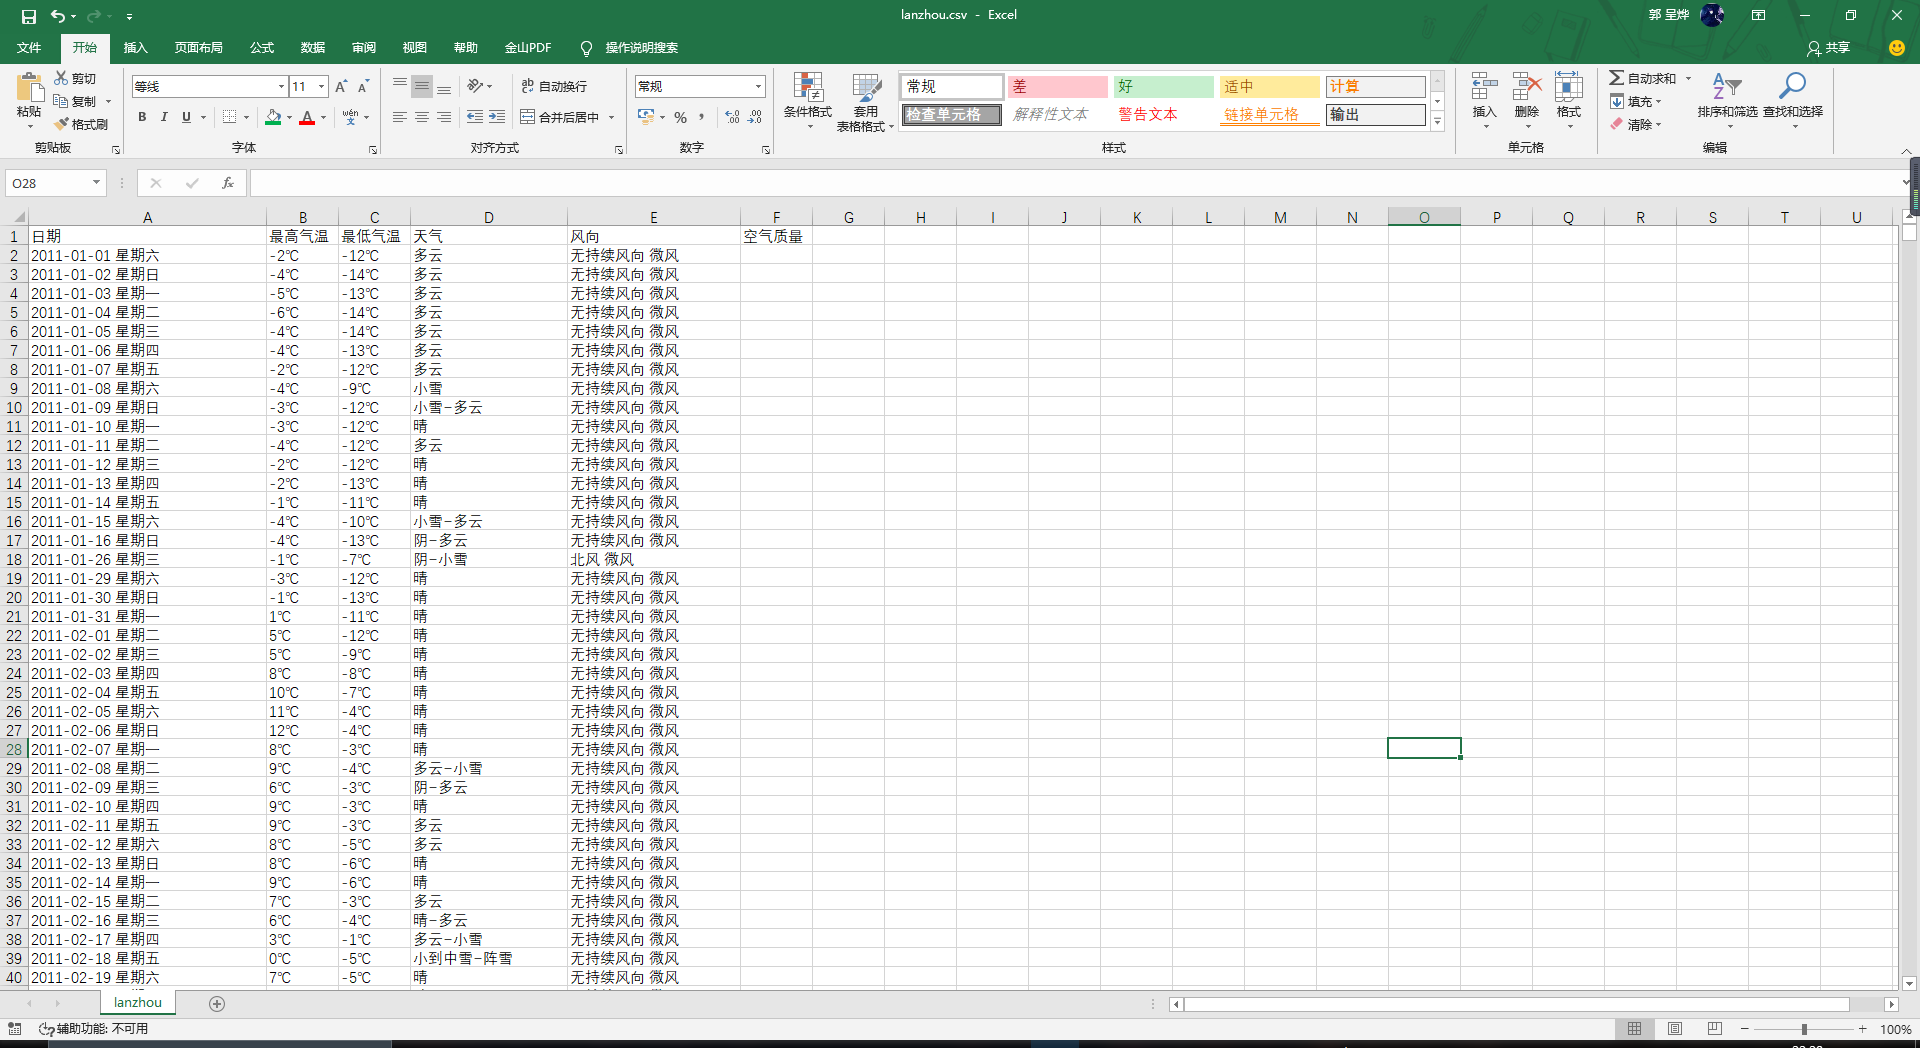 lanzhou.csv - Excel
郭 呈烨
文件 开始 插入 页面布局 公式 数据 审阅 视图 帮助 金山PDF 操作说明搜索 共享
粘贴 剪切 复制 格式刷 剪贴板
等线 11 B I U A 字体
自动换行 合并后居中 对齐方式
常规 % 数字
条件格式 套用 表格格式
常规 差 好 适中 计算
检查单元格 解释性文本 警告文本 链接单元格 输出
样式
插入 删除 格式 单元格
自动求和 填充 清除 排序和筛选 查找和选择 编辑
O28 fx
A B C D E F G H I J K L M N O P Q R S T U
1 日期 最高气温 最低气温 天气 风向 空气质量
2 2011-01-01 星期六 -2℃ -12℃ 多云 无持续风向 微风
3 2011-01-02 星期日 -4℃ -14℃ 多云 无持续风向 微风
4 2011-01-03 星期一 -5℃ -13℃ 多云 无持续风向 微风
5 2011-01-04 星期二 -6℃ -14℃ 多云 无持续风向 微风
6 2011-01-05 星期三 -4℃ -14℃ 多云 无持续风向 微风
7 2011-01-06 星期四 -4℃ -13℃ 多云 无持续风向 微风
8 2011-01-07 星期五 -2℃ -12℃ 多云 无持续风向 微风
9 2011-01-08 星期六 -4℃ -9℃ 小雪 无持续风向 微风
10 2011-01-09 星期日 -3℃ -12℃ 小雪-多云 无持续风向 微风
11 2011-01-10 星期一 -3℃ -12℃ 晴 无持续风向 微风
12 2011-01-11 星期二 -4℃ -12℃ 多云 无持续风向 微风
13 2011-01-12 星期三 -2℃ -12℃ 晴 无持续风向 微风
14 2011-01-13 星期四 -2℃ -13℃ 晴 无持续风向 微风
15 2011-01-14 星期五 -1℃ -11℃ 晴 无持续风向 微风
16 2011-01-15 星期六 -4℃ -10℃ 小雪-多云 无持续风向 微风
17 2011-01-16 星期日 -4℃ -13℃ 阴-多云 无持续风向 微风
18 2011-01-26 星期三 -1℃ -7℃ 阴-小雪 北风 微风
19 2011-01-29 星期六 -3℃ -12℃ 晴 无持续风向 微风
20 2011-01-30 星期日 -1℃ -13℃ 晴 无持续风向 微风
21 2011-01-31 星期一 1℃ -11℃ 晴 无持续风向 微风
22 2011-02-01 星期二 5℃ -12℃ 晴 无持续风向 微风
23 2011-02-02 星期三 5℃ -9℃ 晴 无持续风向 微风
24 2011-02-03 星期四 8℃ -8℃ 晴 无持续风向 微风
25 2011-02-04 星期五 10℃ -7℃ 晴 无持续风向 微风
26 2011-02-05 星期六 11℃ -4℃ 晴 无持续风向 微风
27 2011-02-06 星期日 12℃ -4℃ 晴 无持续风向 微风
28 2011-02-07 星期一 8℃ -3℃ 晴 无持续风向 微风
29 2011-02-08 星期二 9℃ -4℃ 多云-小雪 无持续风向 微风
30 2011-02-09 星期三 6℃ -3℃ 阴-多云 无持续风向 微风
31 2011-02-10 星期四 9℃ -3℃ 晴 无持续风向 微风
32 2011-02-11 星期五 9℃ -3℃ 多云 无持续风向 微风
33 2011-02-12 星期六 8℃ -5℃ 多云 无持续风向 微风
34 2011-02-13 星期日 8℃ -6℃ 晴 无持续风向 微风
35 2011-02-14 星期一 9℃ -6℃ 晴 无持续风向 微风
36 2011-02-15 星期二 7℃ -3℃ 多云 无持续风向 微风
37 2011-02-16 星期三 6℃ -4℃ 晴-多云 无持续风向 微风
38 2011-02-17 星期四 3℃ -1℃ 多云-小雪 无持续风向 微风
39 2011-02-18 星期五 0℃ -5℃ 小到中雪-阵雪 无持续风向 微风
40 2011-02-19 星期六 7℃ -5℃ 晴 无持续风向 微风
lanzhou
辅助功能: 不可用 100%